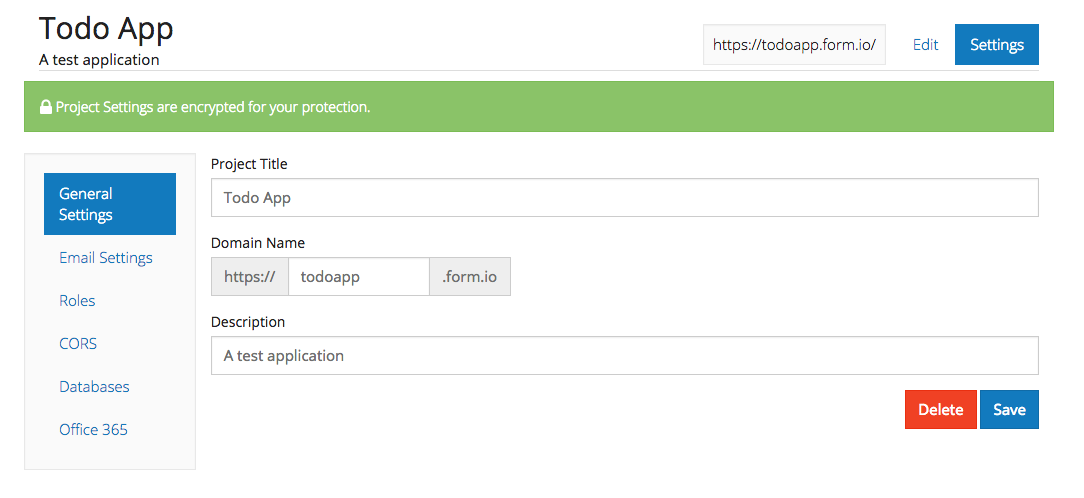 Todo App
A test application
https://todoapp.form.io/
Edit
Settings
Project Settings are encrypted for your protection.
General
Settings
Email Settings
Roles
CORS
Databases
Office 365
Project Title
Todo App
Domain Name
https:// todoapp .form.io
Description
A test application
Delete
Save